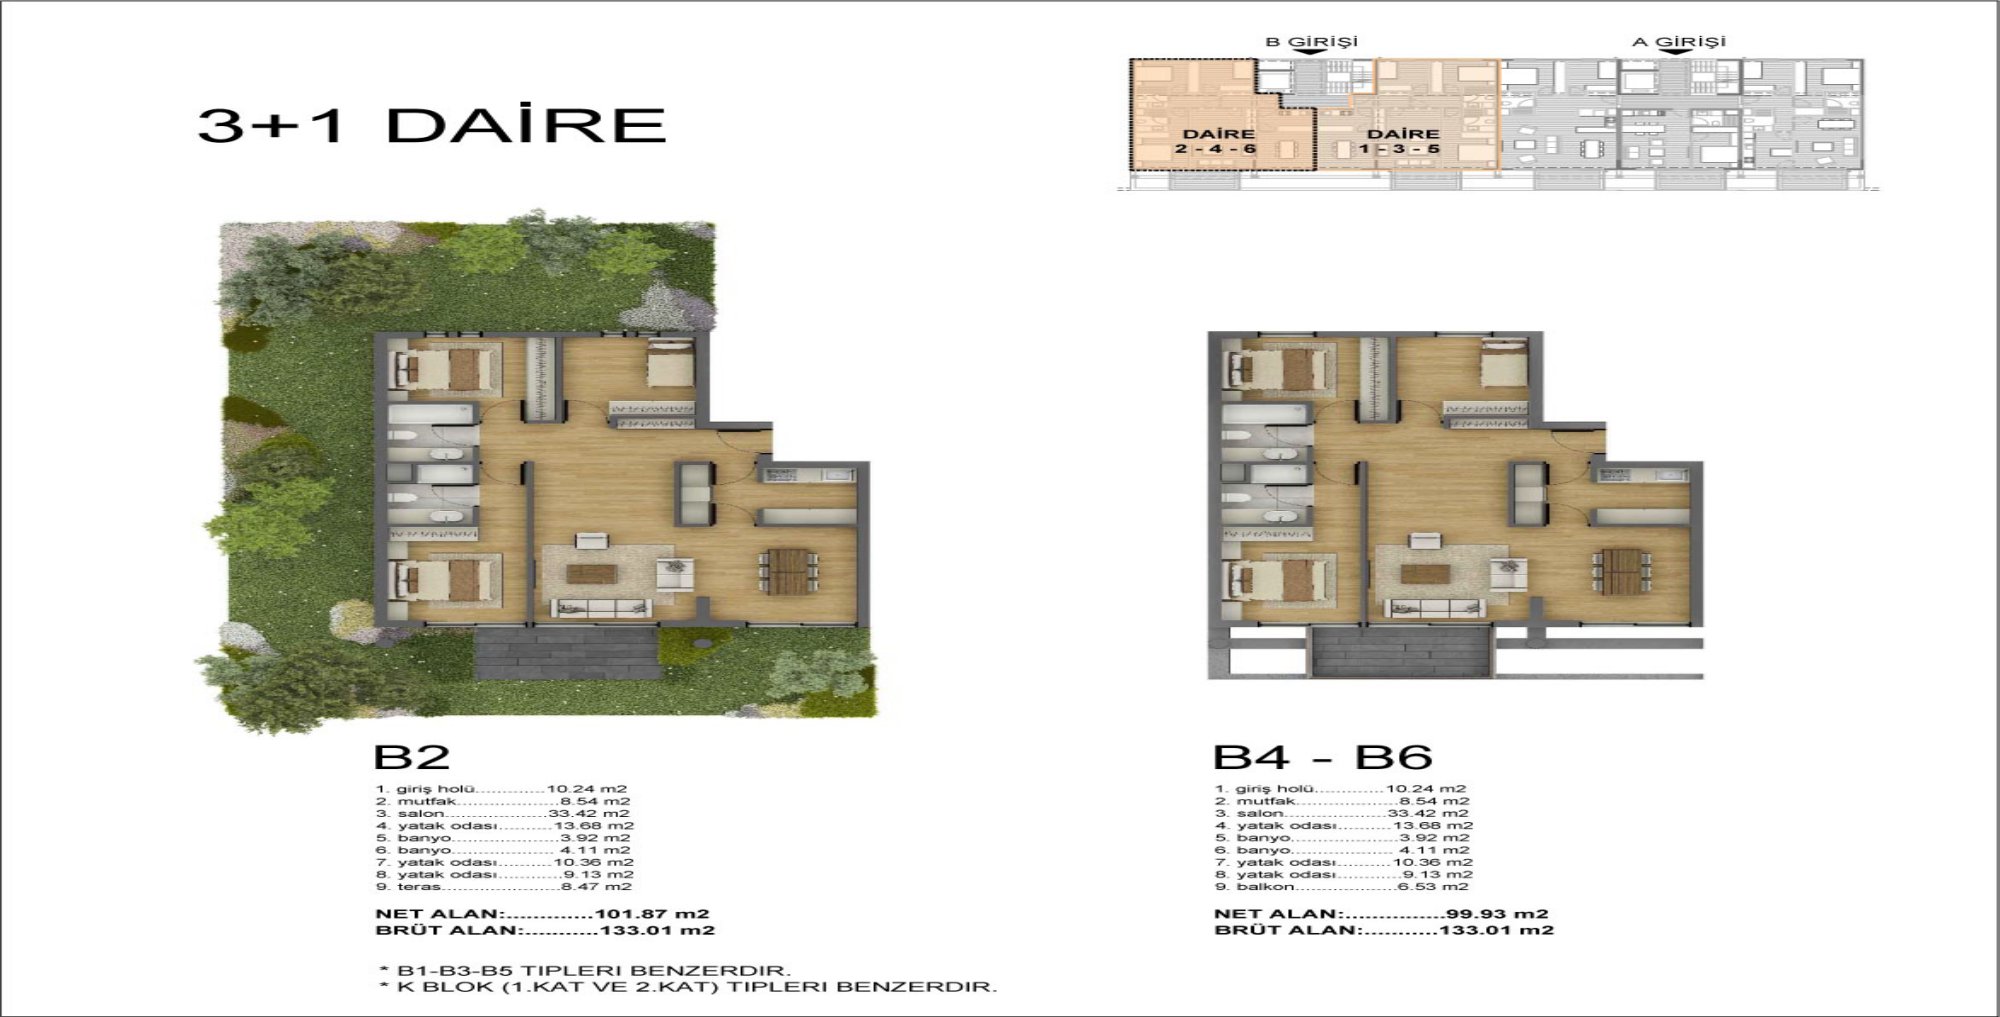 B GİRİŞİ
A GİRİŞİ
3+1 DAİRE
DAİRE
2 - 4 - 6
DAİRE
1 - 3 - 5
B2
1. giriş holü.............10.24 m2
2. mutfak...................8.54 m2
3. salon...................33.42 m2
4. yatak odası..........13.68 m2
5. banyo....................3.92 m2
6. banyo................... 4.11 m2
7. yatak odası..........10.36 m2
8. yatak odası............9.13 m2
9. teras......................8.47 m2
NET ALAN:.............101.87 m2
BRÜT ALAN:...........133.01 m2
B4 - B6
1. giriş holü.............10.24 m2
2. mutfak...................8.54 m2
3. salon...................33.42 m2
4. yatak odası..........13.68 m2
5. banyo....................3.92 m2
6. banyo................... 4.11 m2
7. yatak odası..........10.36 m2
8. yatak odası............9.13 m2
9. balkon...................6.53 m2
NET ALAN:...............99.93 m2
BRÜT ALAN:...........133.01 m2
* B1-B3-B5 TIPLERI BENZERDIR.
* K BLOK (1.KAT VE 2.KAT) TIPLERI BENZERDIR.